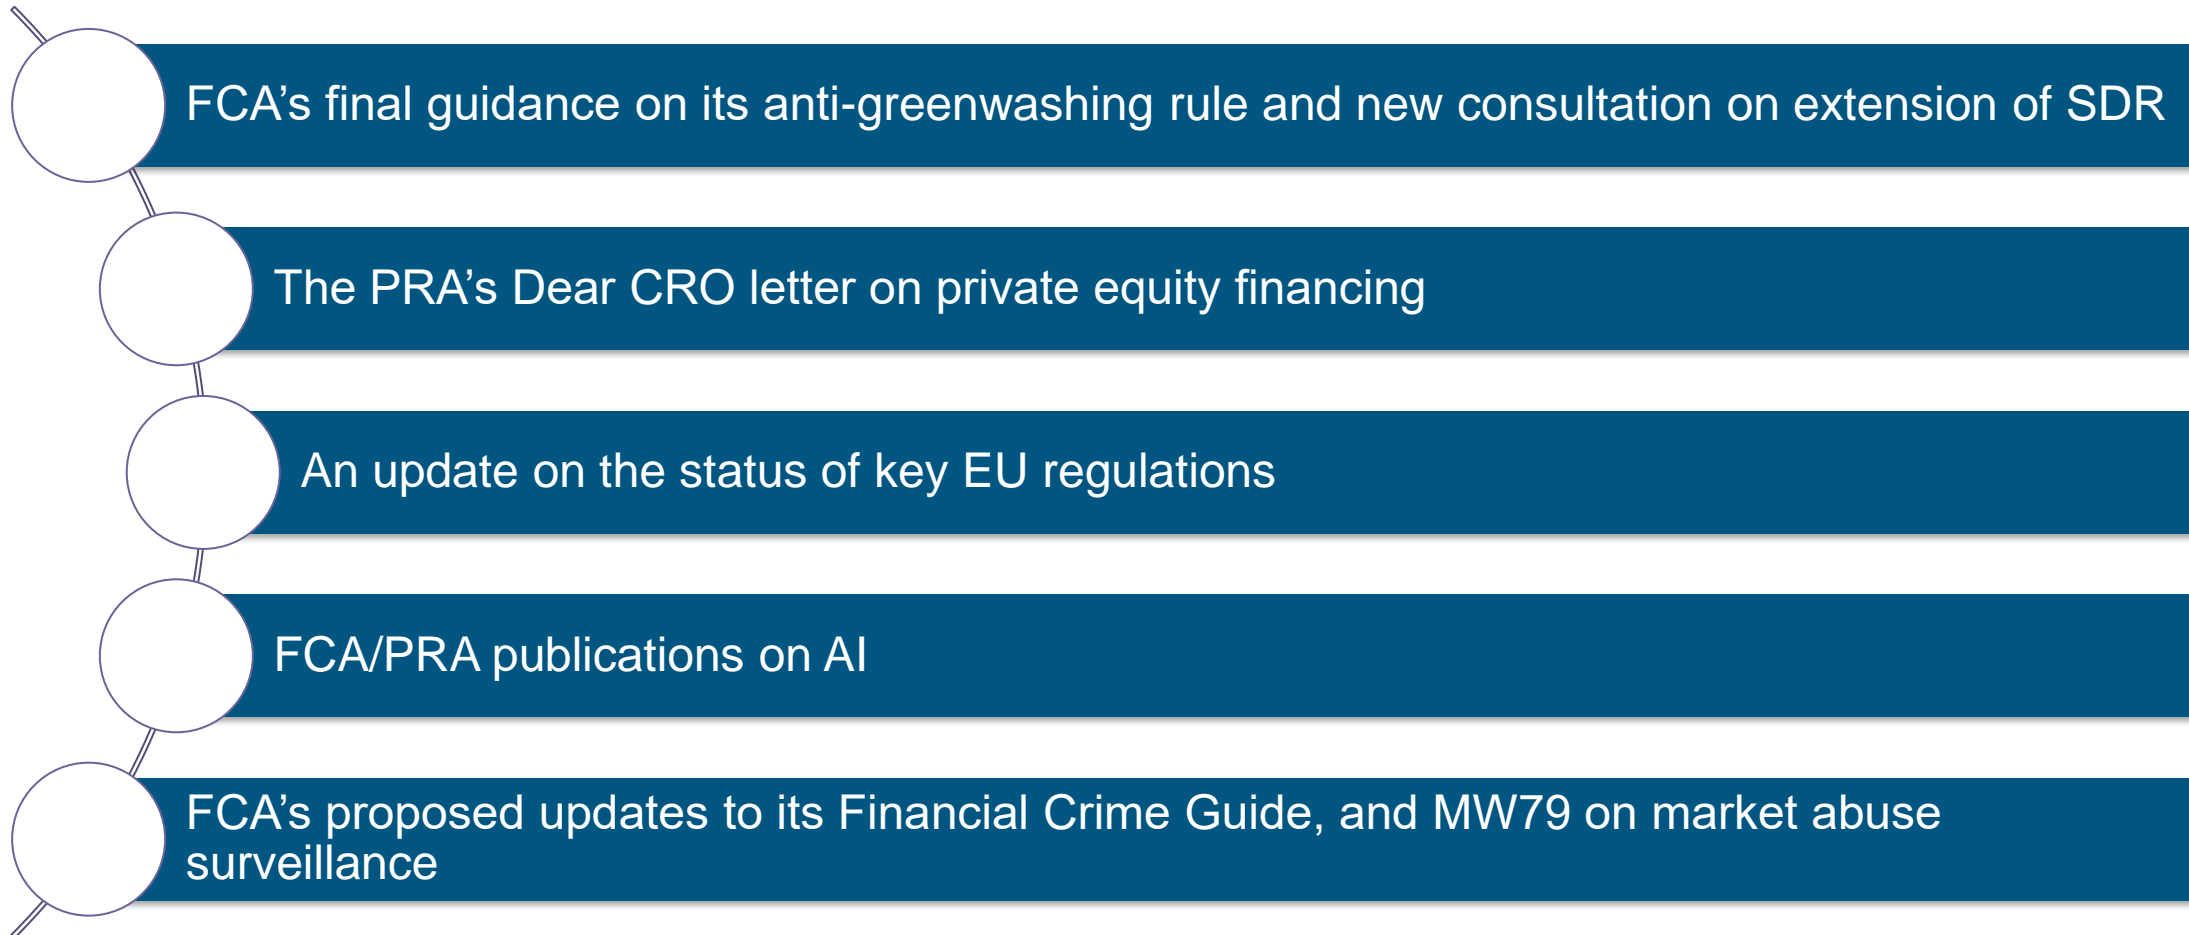 FCA’s final guidance on its anti-greenwashing rule and new consultation on extension of SDR
The PRA’s Dear CRO letter on private equity financing
An update on the status of key EU regulations
FCA/PRA publications on AI
FCA’s proposed updates to its Financial Crime Guide, and MW79 on market abuse
surveillance